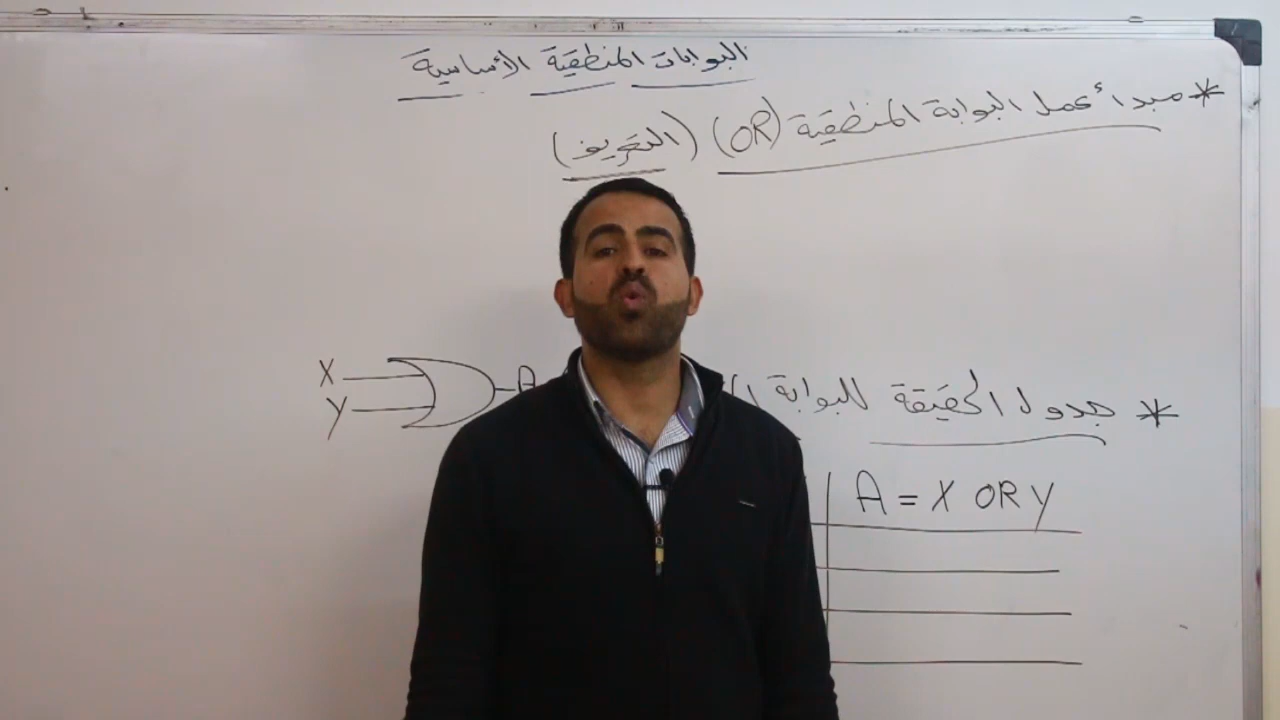 البوابات المنطقية الأساسية
* مبدأ عمل البوابة المنطقية (OR) (التعريف)
* جدول الحقيقة للبوابة
X
y
A
A = X OR y